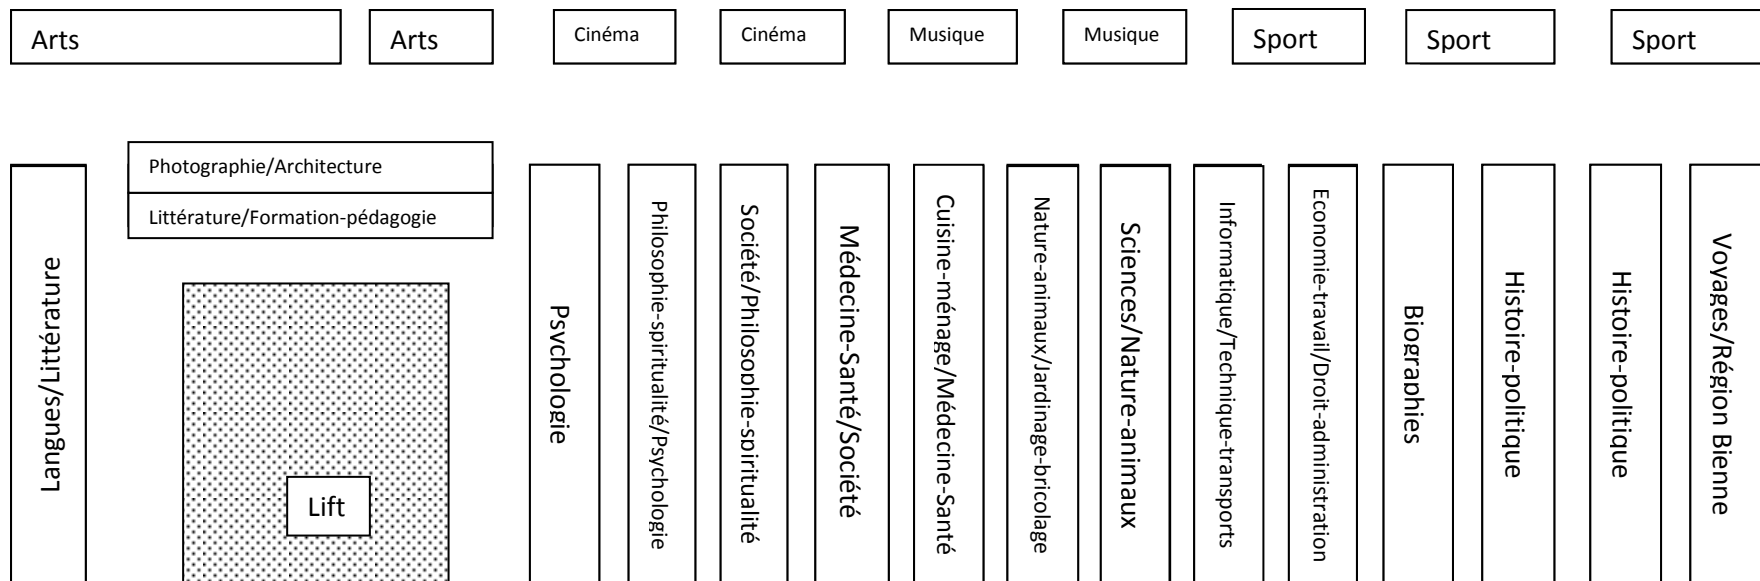 Arts
Arts
Cinéma
Cinéma
Musique
Musique
Sport
Sport
Sport
Photographie/Architecture
Littérature/Formation-pédagogie
Langues/Littérature
Lift
Psychologie
Philosophie-spiritualité/Psychologie
Société/Philosophie-spiritualité
Médecine-Santé/Société
Cuisine-ménage/Médecine-Santé
Nature-animaux/Jardinage-bricolage
Sciences/Nature-animaux
Informatique/Technique-transports
Economie-travail/Droit-administration
Biographies
Histoire-politique
Histoire-politique
Voyages/Région Bienne